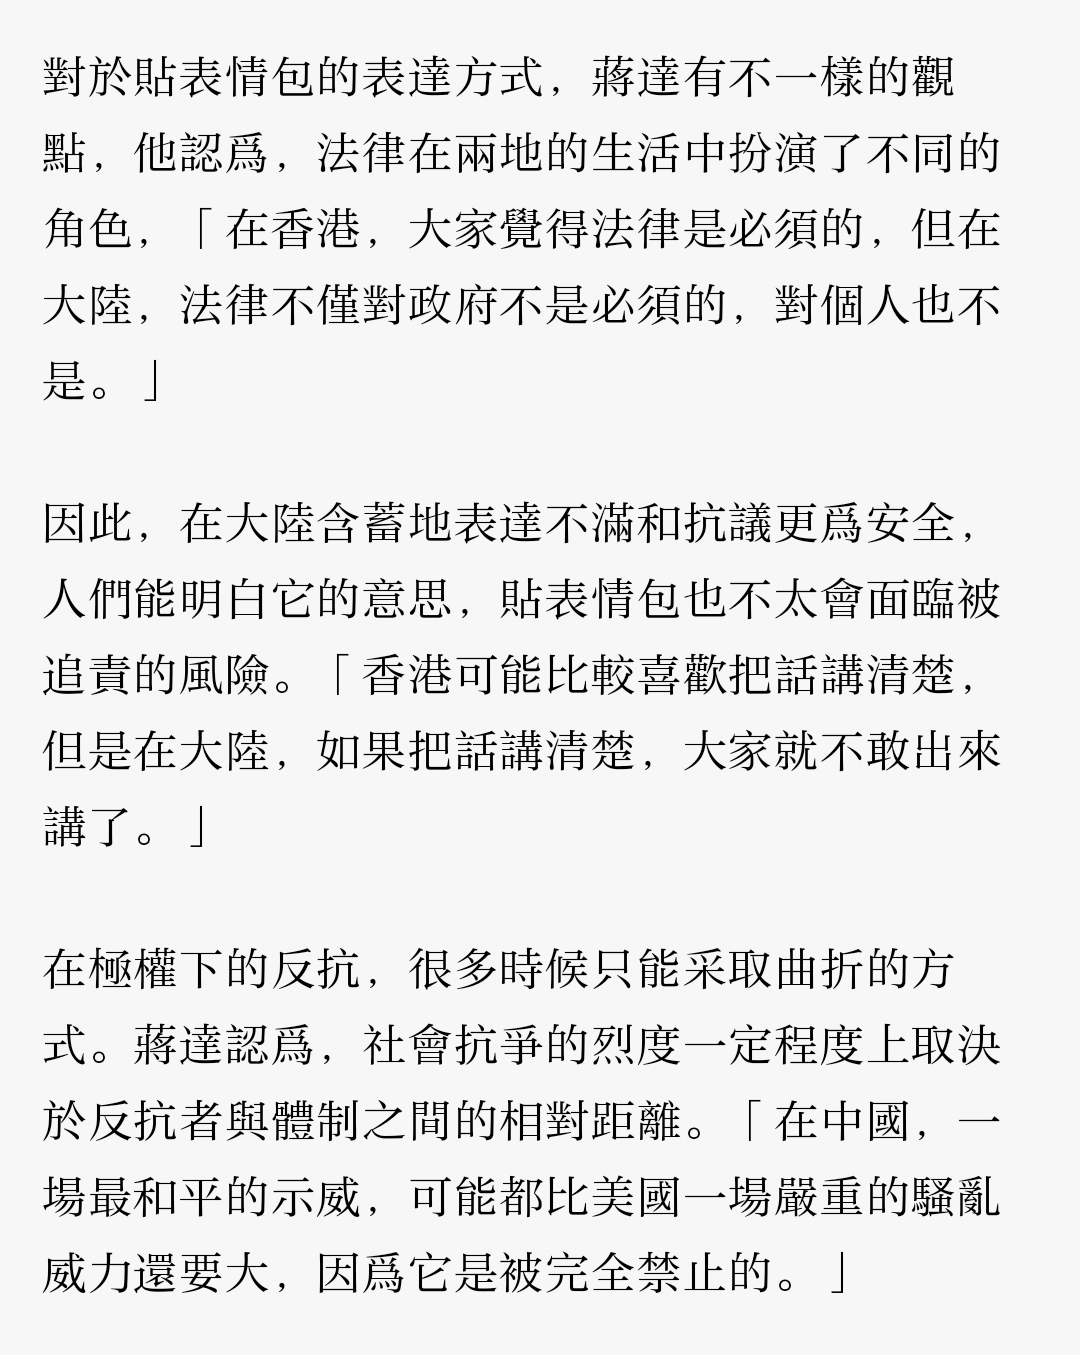 對於貼表情包的表達方式，蔣達有不一樣的觀
點，他認爲，法律在兩地的生活中扮演了不同的
角色，「在香港，大家覺得法律是必須的，但在
大陸，法律不僅對政府不是必須的，對個人也不
是。」
因此，在大陸含蓄地表達不滿和抗議更爲安全，
人們能明白它的意思，貼表情包也不太會面臨被
追責的風險。「香港可能比較喜歡把話講清楚，
但是在大陸，如果把話講清楚，大家就不敢出來
講了。」
在極權下的反抗，很多時候只能采取曲折的方
式。蔣達認爲，社會抗爭的烈度一定程度上取決
於反抗者與體制之間的相對距離。「在中國，一
場最和平的示威，可能都比美國一場嚴重的騷亂
威力還要大，因爲它是被完全禁止的。」